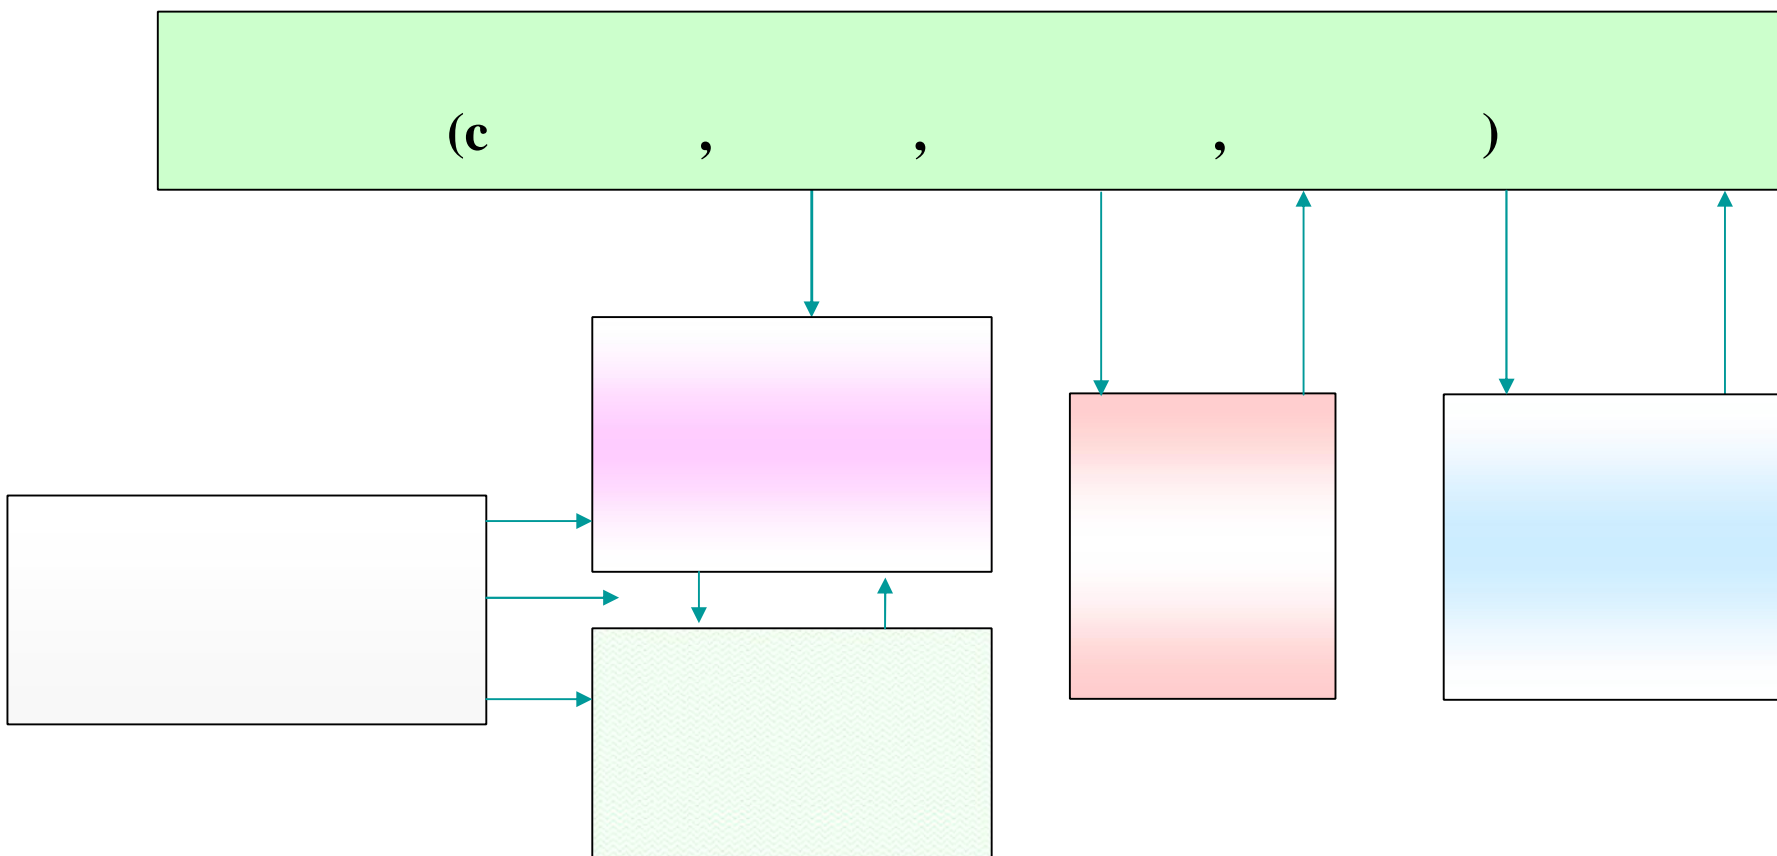 (c , , , )